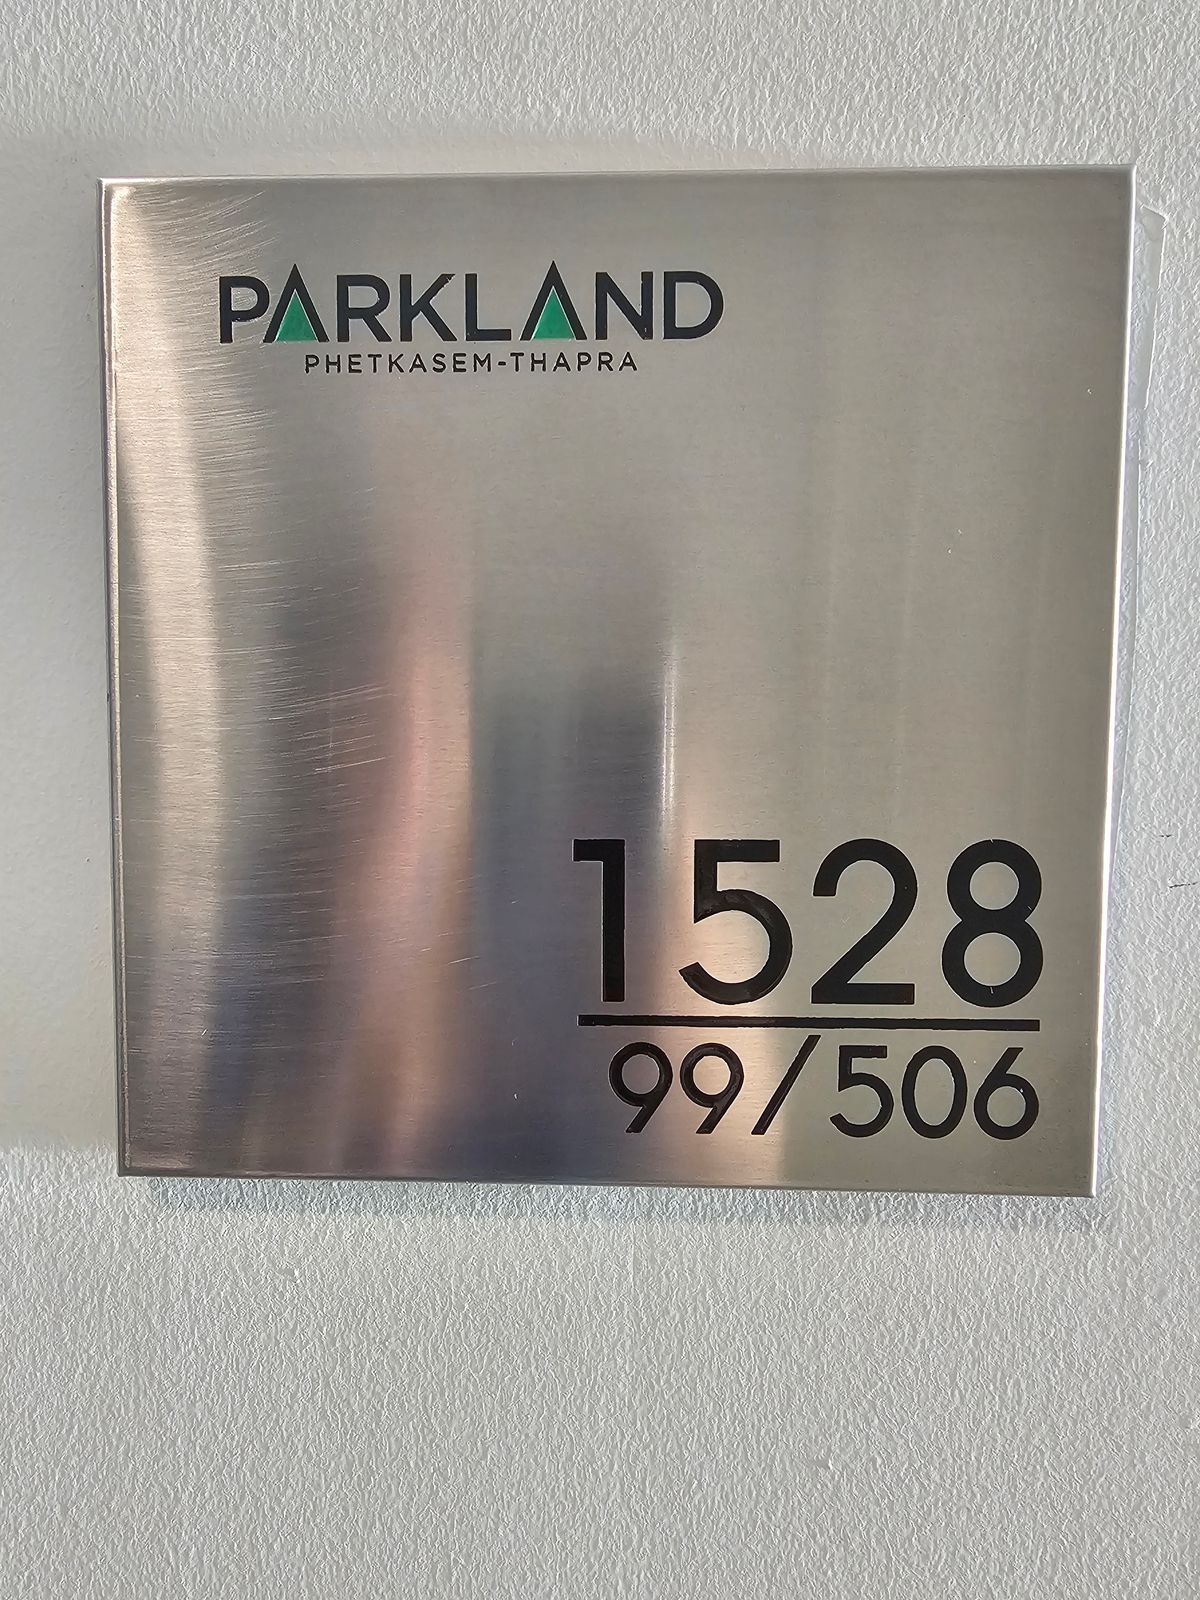 PARKLAND
PHETKASEM-THAPRA
1528
99/506